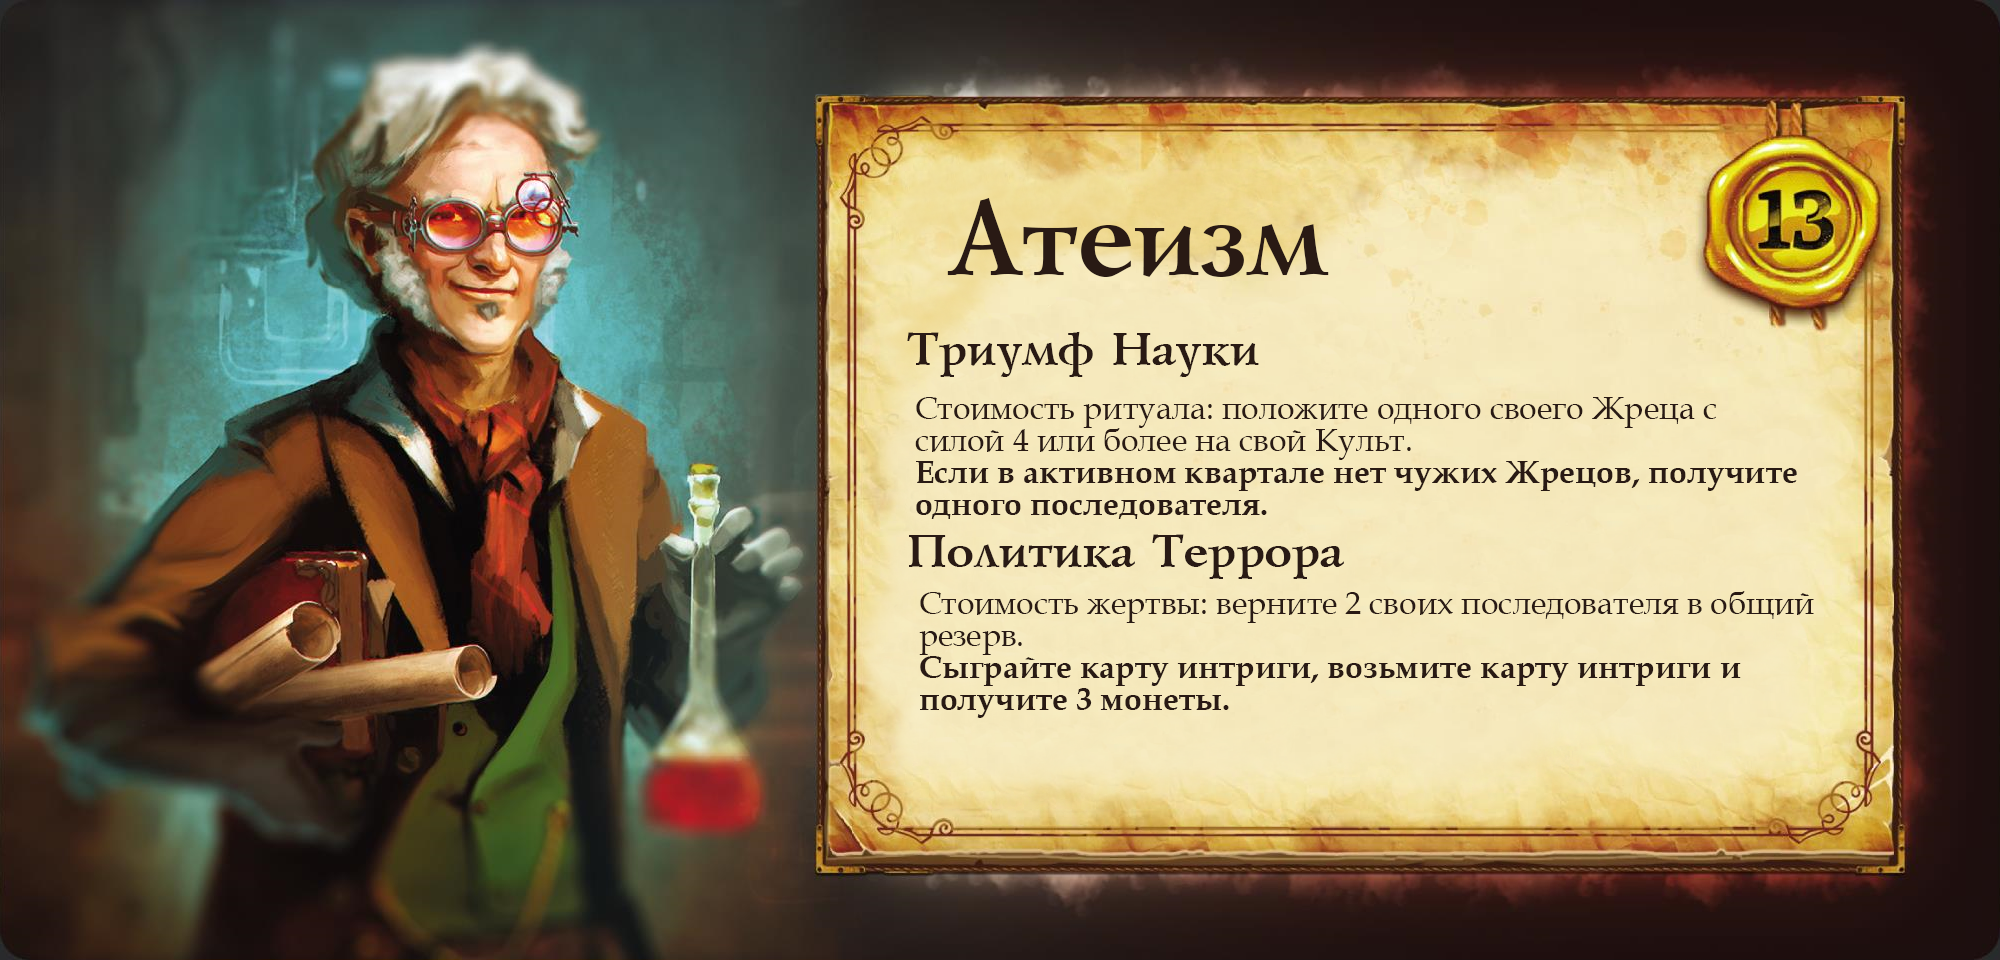 13
Атеизм
Триумф Науки
Стоимость ритуала: положите одного своего Жреца с
силой 4 или более на свой Культ.
Если в активном квартале нет чужих Жрецов, получите
одного последователя.
Политика Террора
Стоимость жертвы: верните 2 своих последователя в общий
резерв.
Сыграйте карту интриги, возьмите карту интриги и
получите 3 монеты.